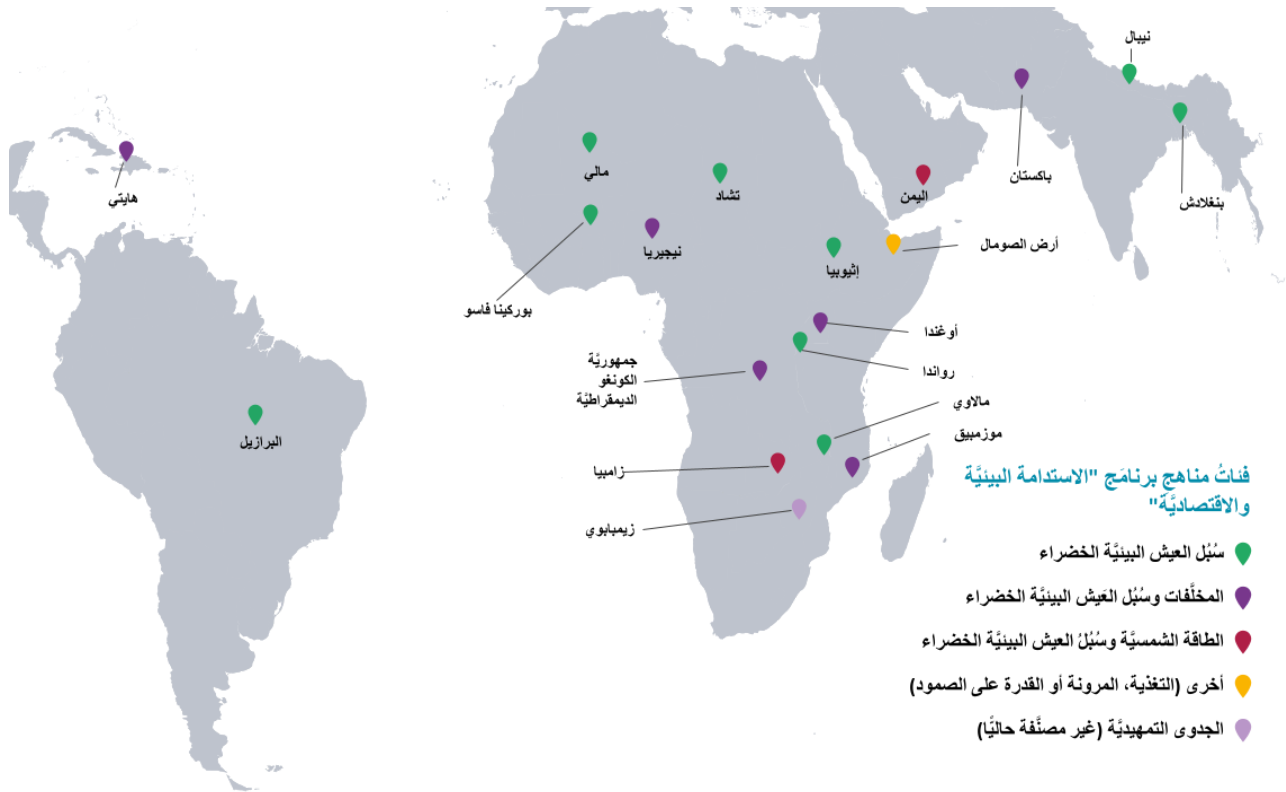 نيبال
هايتي
مالي
تشاد
اليمن
باكستان
بنغلادش
بوركينا فاسو
نيجيريا
إثيوبيا
أرض الصومال
أوغندا
رواندا
جمهوريَّة
الكونغو
الديمقراطيَّة
مالاوي
موزمبيق
البرازيل
زامبيا
زيمبابوي
فئاتُ مناهج برنامَج "الاستدامة البيئيَّة
والاقتصاديَّة"
سُبُل العيش البيئيَّة الخضراء
المخلَّفات وسُبُل العَيش البيئيَّة الخضراء
الطاقة الشمسيَّة وسُبُلُ العيش البيئيَّة الخضراء
أخرى (التغذية، المرونة أو القدرة على الصمود)
الجدوى التمهيديَّة (غير مصنَّفة حاليًّا)